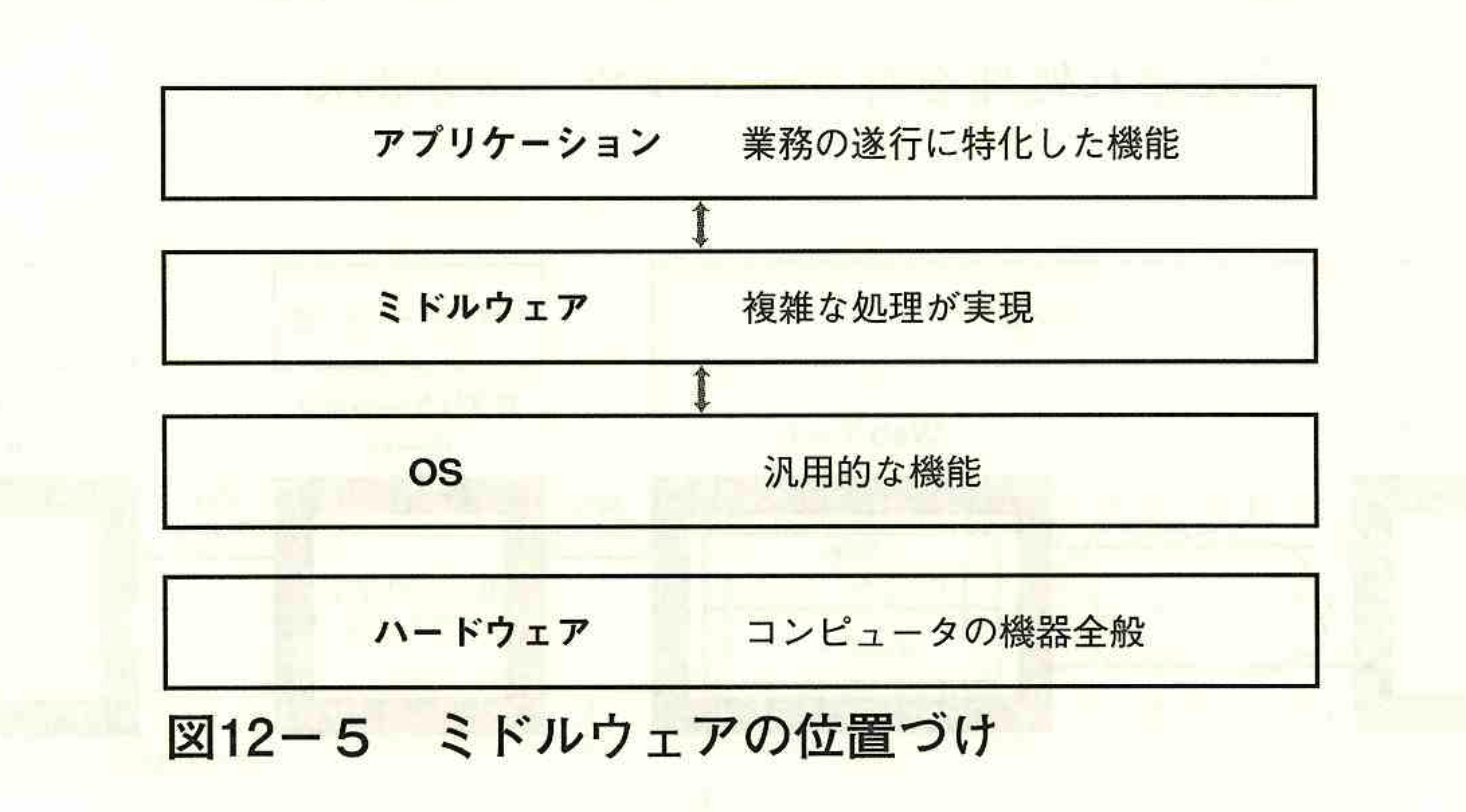 アプリケーション 業務の遂行に特化した機能
ミドルウェア 複雑な処理が実現
OS 汎用的な機能
ハードウェア コンピュータの機器全般
図12−5 ミドルウェアの位置づけ